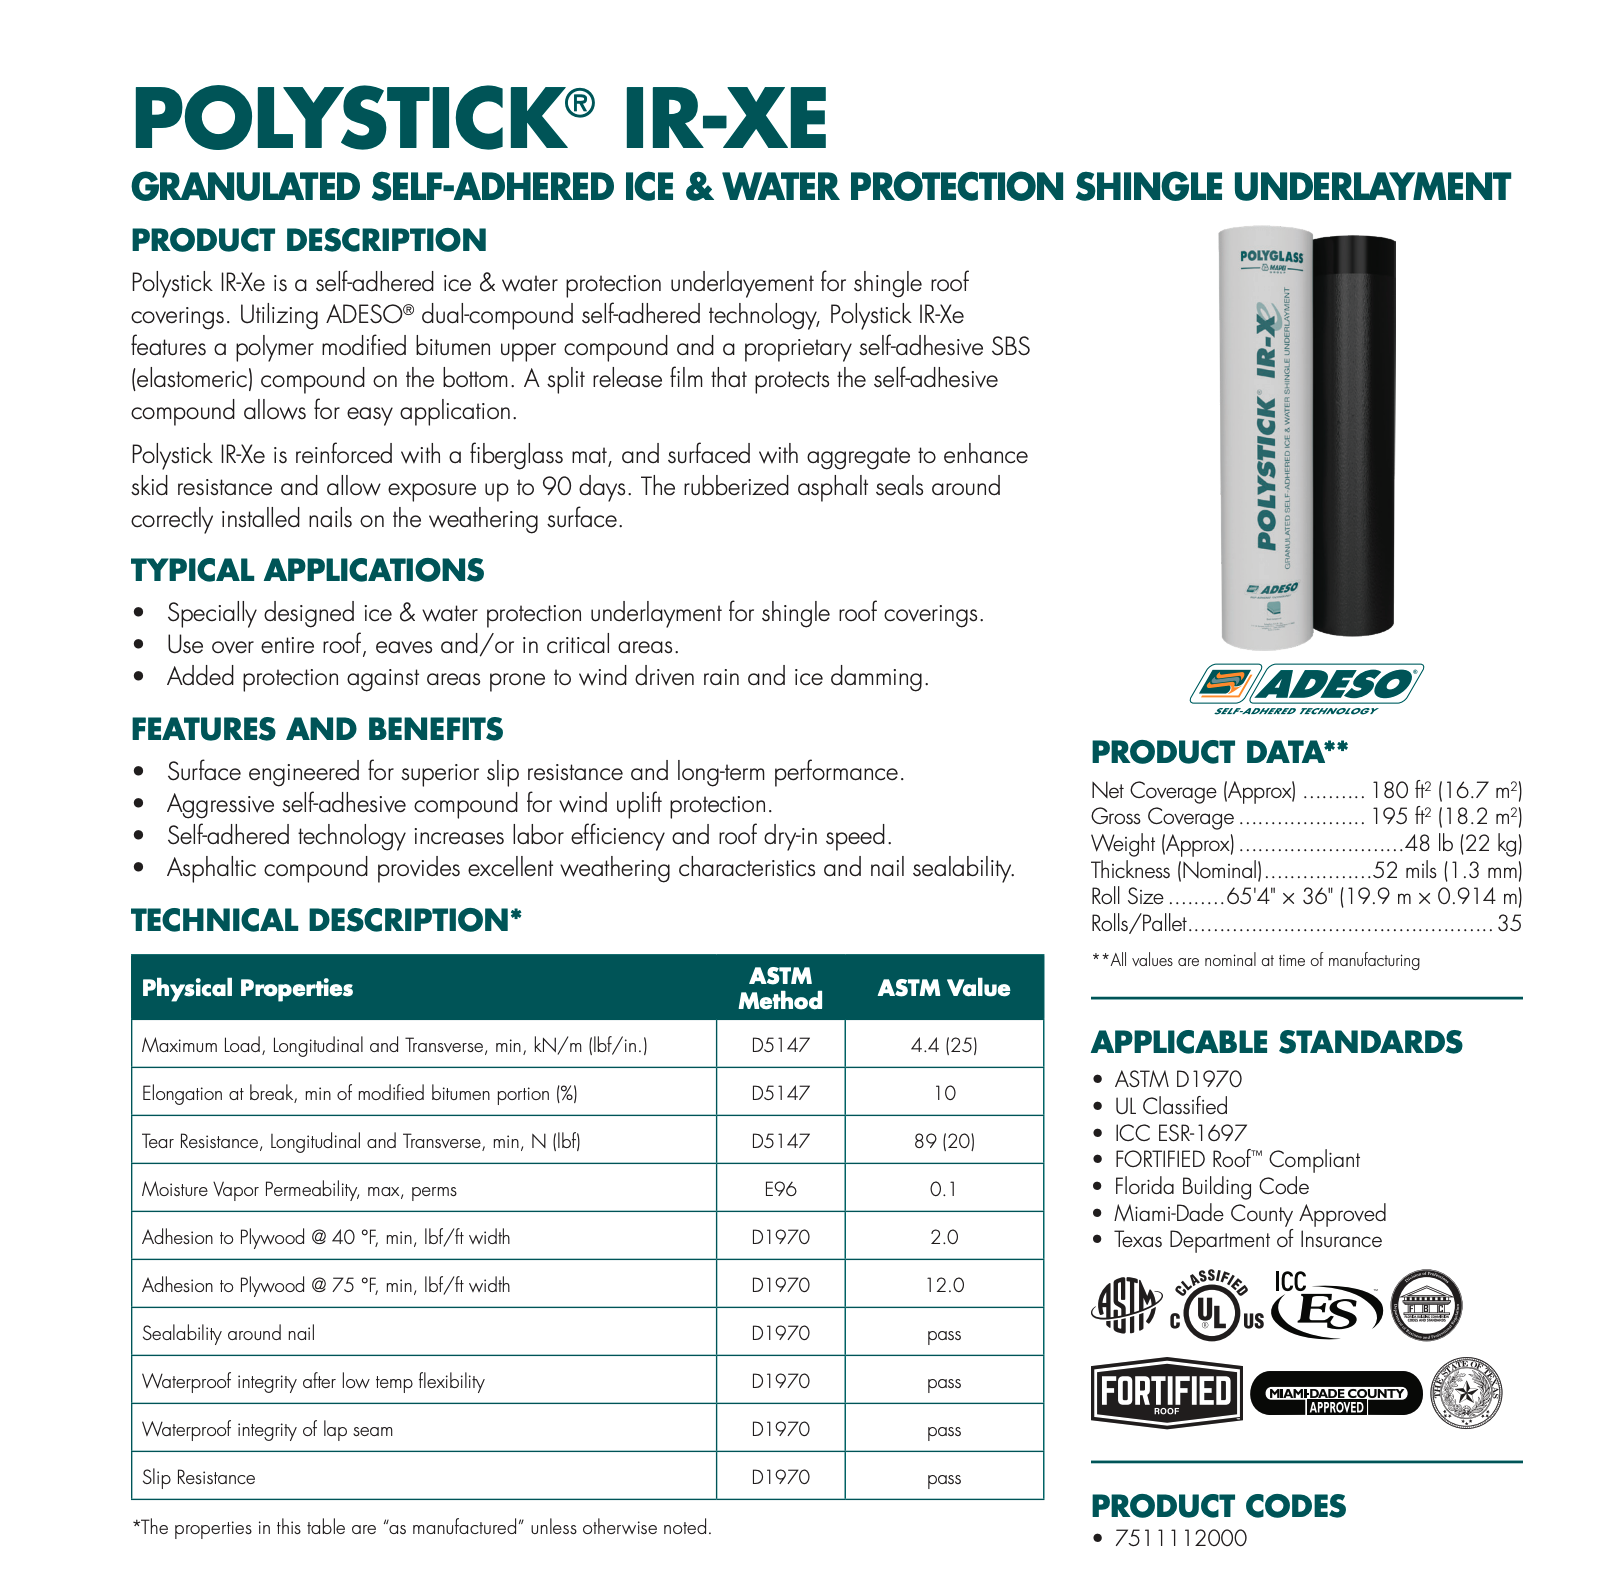 POLYSTICK® IR-XE
GRANULATED SELF-ADHERED ICE & WATER PROTECTION SHINGLE UNDERLAYMENT
PRODUCT DESCRIPTION
Polystick IR-Xe is a self-adhered ice & water protection underlayement for shingle roof
coverings. Utilizing ADESO® dual-compound self-adhered technology, Polystick IR-Xe
features a polymer modified bitumen upper compound and a proprietary self-adhesive SBS
(elastomeric) compound on the bottom. A split release film that protects the self-adhesive
compound allows for easy application.
Polystick IR-Xe is reinforced with a fiberglass mat, and surfaced with aggregate to enhance
skid resistance and allow exposure up to 90 days. The rubberized asphalt seals around
correctly installed nails on the weathering surface.
TYPICAL APPLICATIONS
• Specially designed ice & water protection underlayment for shingle roof coverings.
• Use over entire roof, eaves and/or in critical areas.
• Added protection against areas prone to wind driven rain and ice damming.
FEATURES AND BENEFITS
• Surface engineered for superior slip resistance and long-term performance.
• Aggressive self-adhesive compound for wind uplift protection.
• Self-adhered technology increases labor efficiency and roof dry-in speed.
• Asphaltic compound provides excellent weathering characteristics and nail sealability.
TECHNICAL DESCRIPTION*
Physical Properties ASTM Method ASTM Value
Maximum Load, Longitudinal and Transverse, min, kN/m (lbf/in.) D5147 4.4 (25)
Elongation at break, min of modified bitumen portion (%) D5147 10
Tear Resistance, Longitudinal and Transverse, min, N (lbf) D5147 89 (20)
Moisture Vapor Permeability, max, perms E96 0.1
Adhesion to Plywood @ 40 °F, min, lbf/ft width D1970 2.0
Adhesion to Plywood @ 75 °F, min, lbf/ft width D1970 12.0
Sealability around nail D1970 pass
Waterproof integrity after low temp flexibility D1970 pass
Waterproof integrity of lap seam D1970 pass
Slip Resistance D1970 pass
*The properties in this table are “as manufactured” unless otherwise noted.
POLYGLASS
MAPEI
POLYSTICK® IR-X
GRANULATED SELF-ADHERED ICE & WATER SHINGLE UNDERLAYMENT
ADESO
ADESO®
SELF-ADHERED TECHNOLOGY
PRODUCT DATA**
Net Coverage (Approx) .......... 180 ft² (16.7 m²)
Gross Coverage .................... 195 ft² (18.2 m²)
Weight (Approx)..........................48 lb (22 kg)
Thickness (Nominal).................52 mils (1.3 mm)
Roll Size .........65'4" × 36" (19.9 m × 0.914 m)
Rolls/Pallet................................................ 35
**All values are nominal at time of manufacturing
APPLICABLE STANDARDS
• ASTM D1970
• UL Classified
• ICC ESR-1697
• FORTIFIED Roof™ Compliant
• Florida Building Code
• Miami-Dade County Approved
• Texas Department of Insurance
ASTM
CLASSIFIED
C UL® US
ICC
ES
FBC
FORTIFIED
ROOF
MIAMI-DADE COUNTY
APPROVED
THE STATE OF TEXAS
PRODUCT CODES
• 7511112000